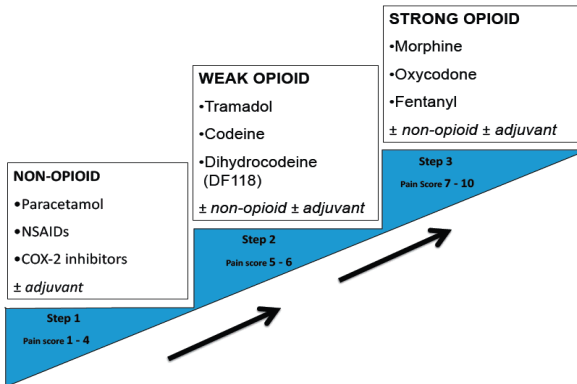 STRONG OPIOID
•Morphine
•Oxycodone
•Fentanyl
± non-opioid ± adjuvant
WEAK OPIOID
•Tramadol
•Codeine
•Dihydrocodeine
(DF118)
± non-opioid ± adjuvant
NON-OPIOID
•Paracetamol
•NSAIDs
•COX-2 inhibitors
± adjuvant
Step 3
Pain Score 7 - 10
Step 2
Pain score 5 - 6
Step 1
Pain score 1 - 4